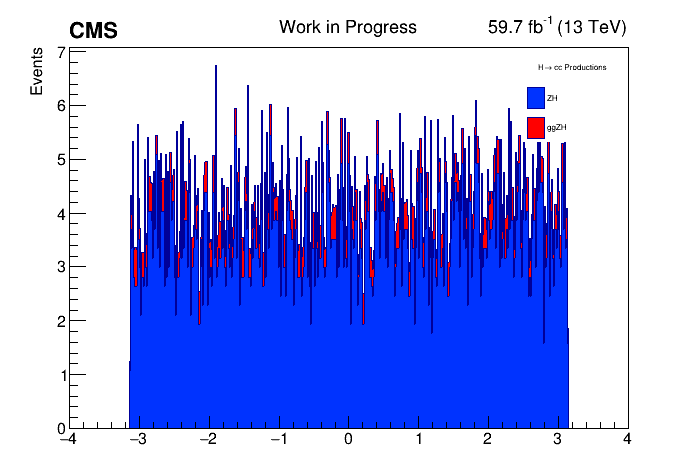 CMS Work in Progress 59.7 fb-1 (13 TeV)
Events
7
6
5
4
3
2
1
0
H → cc Productions
ZH
ggZH
−4 −3 −2 −1 0 1 2 3 4